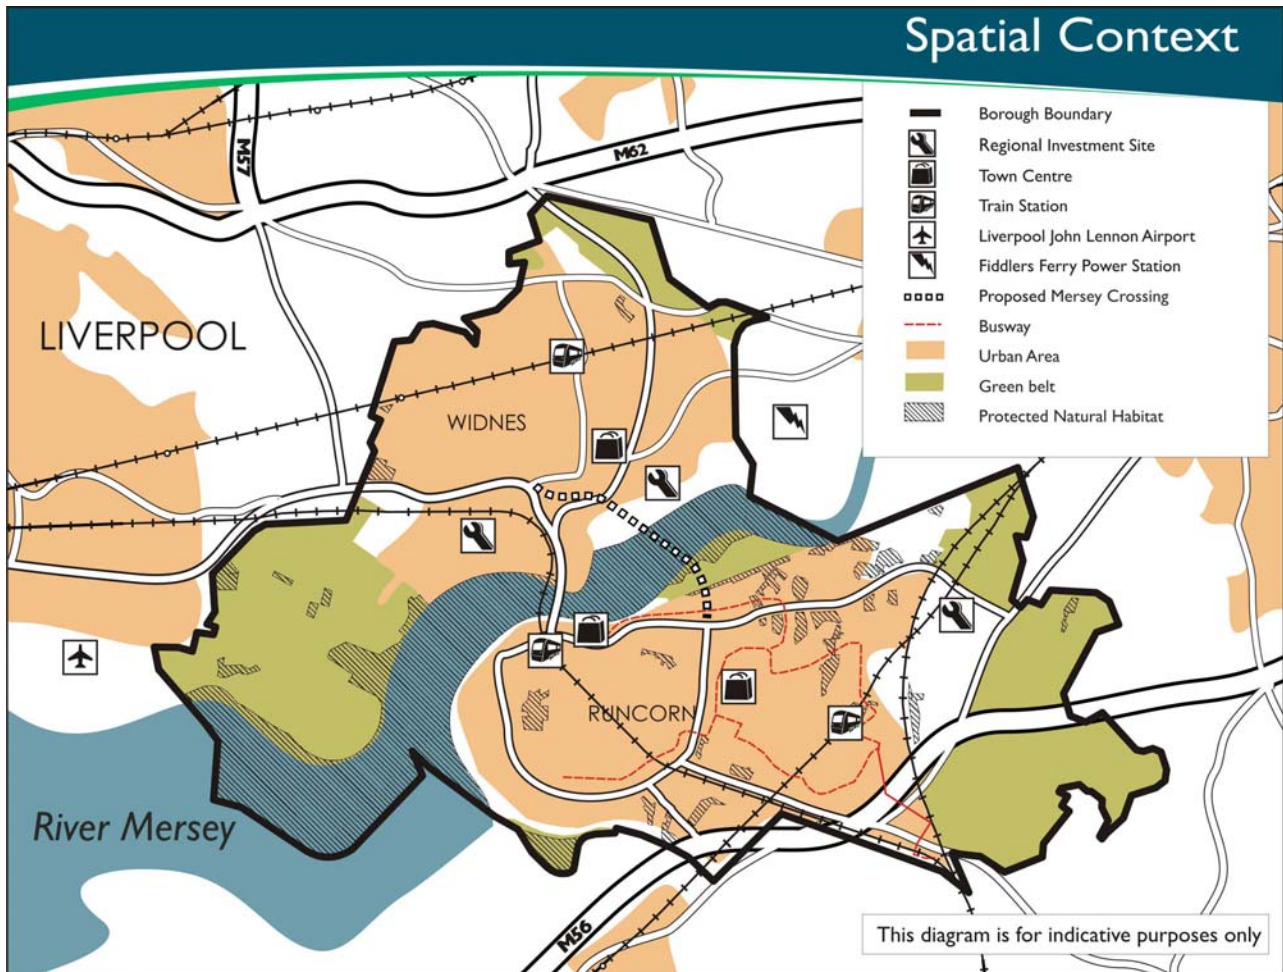 Spatial Context
Borough Boundary
Regional Investment Site
Town Centre
Train Station
Liverpool John Lennon Airport
Fiddlers Ferry Power Station
Proposed Mersey Crossing
Busway
Urban Area
Green belt
Protected Natural Habitat
M57
M62
LIVERPOOL
WIDNES
RUNCORN
River Mersey
M56
This diagram is for indicative purposes only